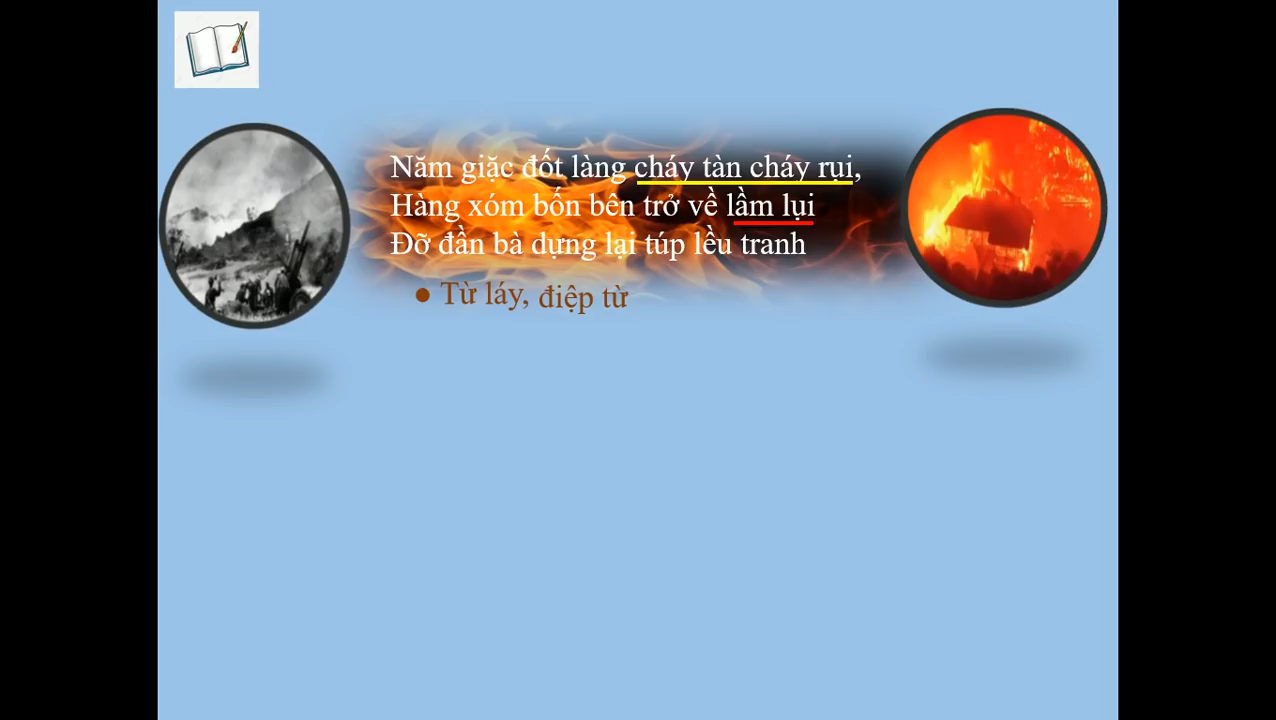 Năm giặc đốt làng cháy tàn cháy rụi,
Hàng xóm bốn bên trở về lầm lụi
Đỡ đần bà dựng lại túp lều tranh
● Từ láy, điệp từ